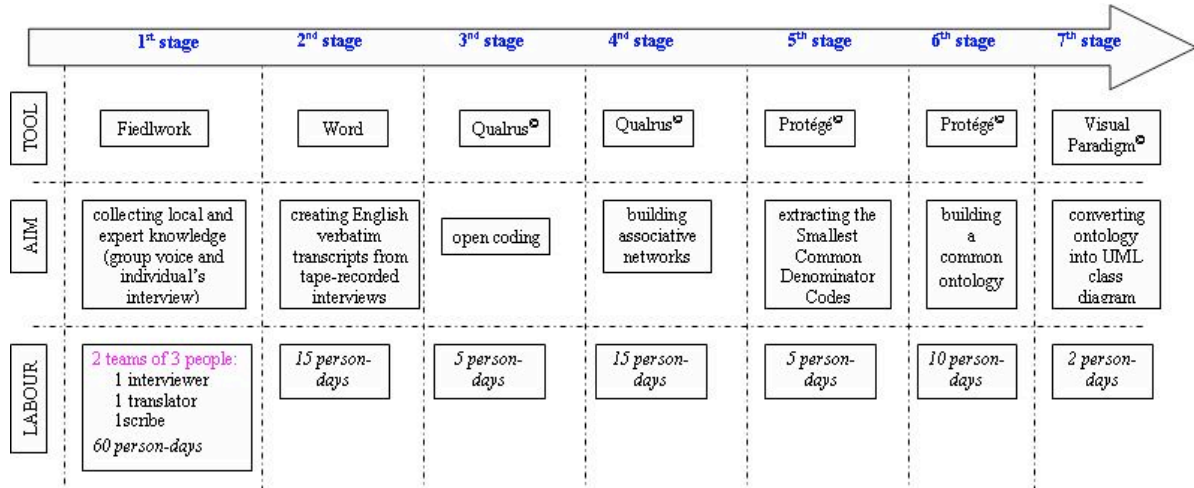 1st stage
2nd stage
3rd stage
4nd stage
5th stage
6th stage
7th stage
TOOL
Fiedlwork
Word
Qualrus©
Qualrus©
Protégé©
Protégé©
Visual
Paradigm©
AIM
collecting local and
expert knowledge
(group voice and
individual's
interview)
creating English
verbatim
transcripts from
tape-recorded
interviews
open coding
building
associative
networks
extracting the
Smallest
Common
Denominator
Codes
building
a
common
ontology
converting
ontology
into UML
class
diagram
LABOUR
2 teams of 3 people:
1 interviewer
1 translator
1scribe
60 person-days
15 person-
days
5 person-
days
15 person-
days
5 person-
days
10 person-
days
2 person-
days